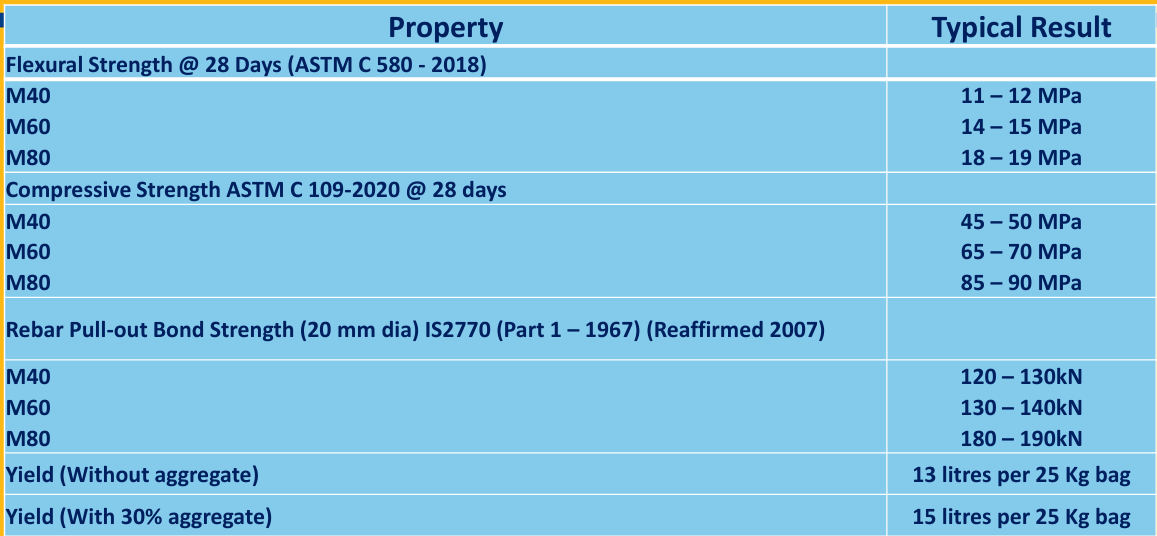 Property Typical Result
Flexural Strength @ 28 Days (ASTM C 580 - 2018)
M40 11 – 12 MPa
M60 14 – 15 MPa
M80 18 – 19 MPa
Compressive Strength ASTM C 109-2020 @ 28 days
M40 45 – 50 MPa
M60 65 – 70 MPa
M80 85 – 90 MPa
Rebar Pull-out Bond Strength (20 mm dia) IS2770 (Part 1 – 1967) (Reaffirmed 2007)
M40 120 – 130kN
M60 130 – 140kN
M80 180 – 190kN
Yield (Without aggregate) 13 litres per 25 Kg bag
Yield (With 30% aggregate) 15 litres per 25 Kg bag